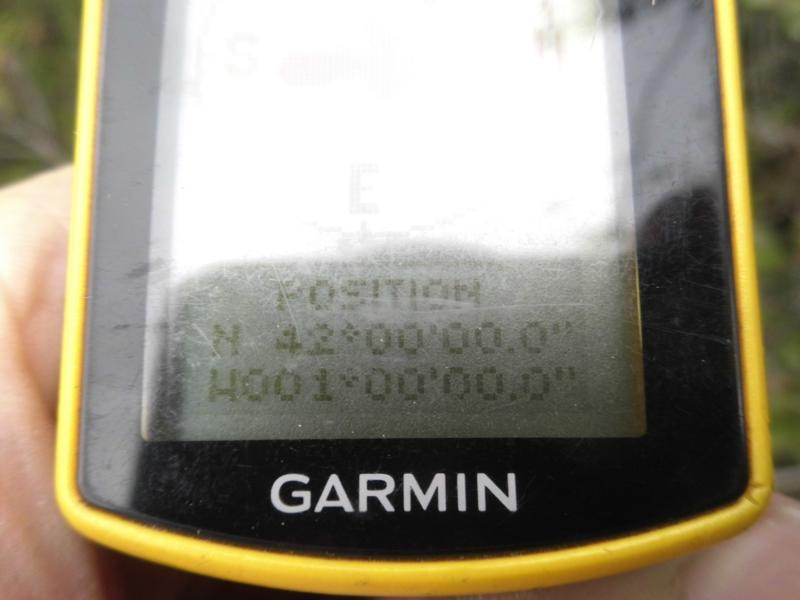 S
E
POSITION
N 42°00'00.0"
W001°00'00.0"
GARMIN